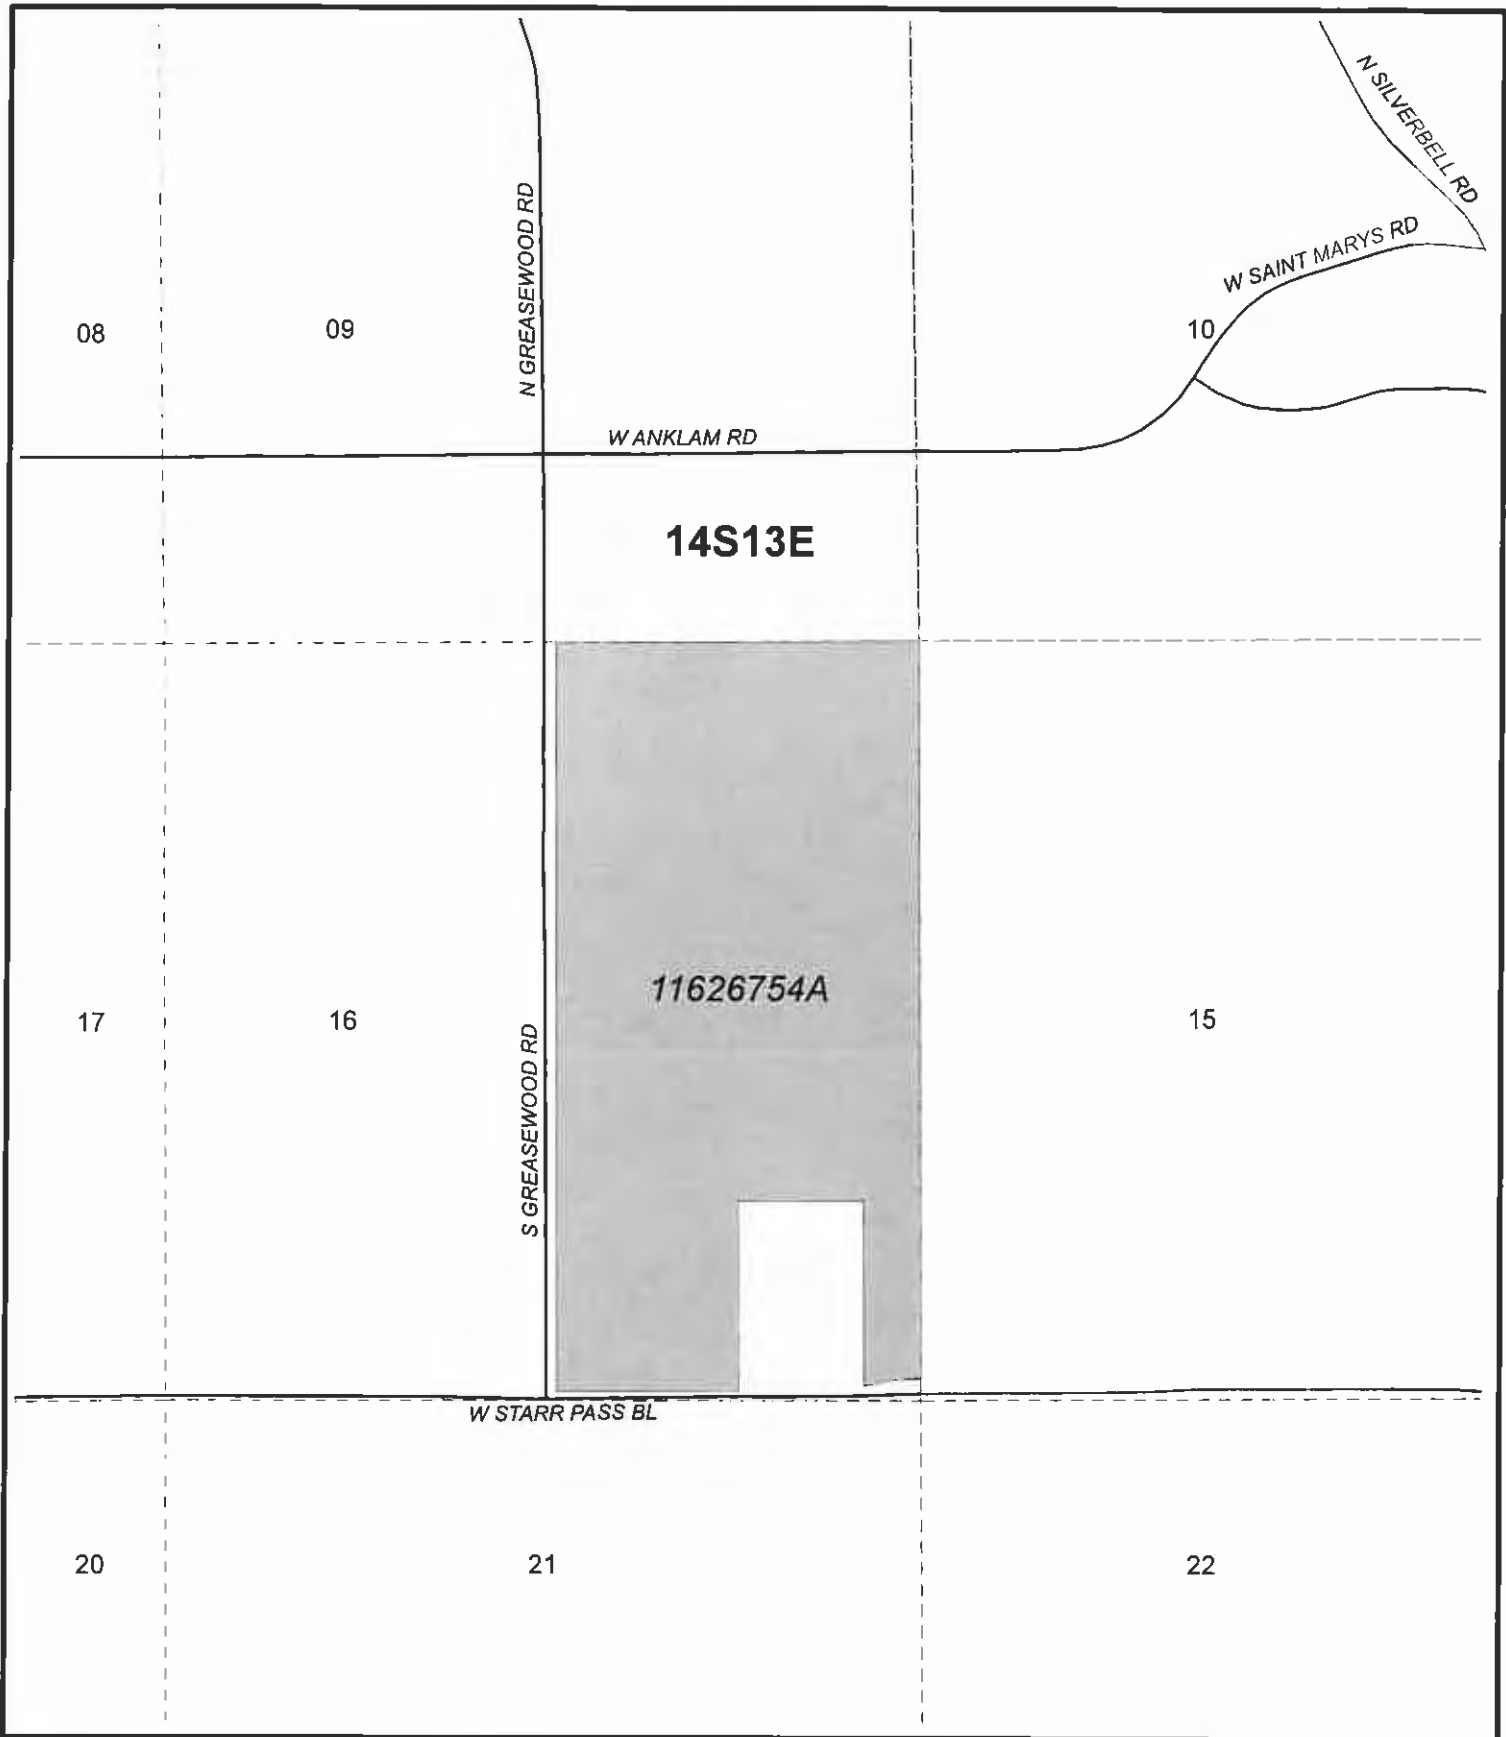 N SILVERBELL RD
W SAINT MARYS RD
N GREASEWOOD RD
08
09
10
W ANKLAM RD
14S13E
11626754A
17
16
15
S GREASEWOOD RD
W STARR PASS BL
20
21
22